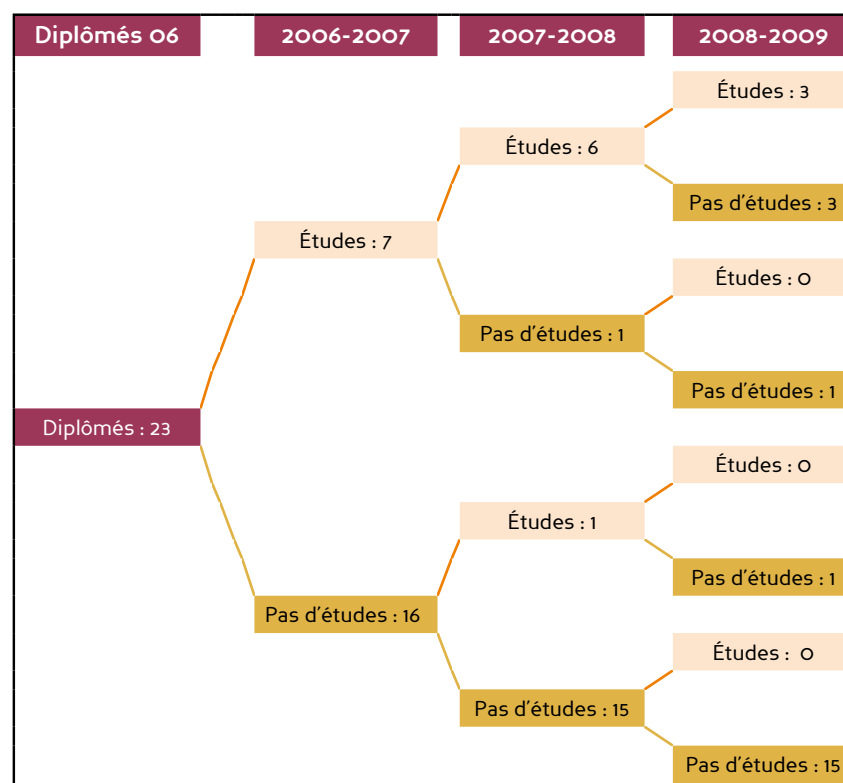 Diplômés 06
2006-2007
2007-2008
2008-2009
Études : 3
Études : 6
Pas d'études : 3
Études : 7
Études : 0
Pas d'études : 1
Pas d'études : 1
Diplômés : 23
Études : 0
Études : 1
Pas d'études : 1
Pas d'études : 16
Études : 0
Pas d'études : 15
Pas d'études : 15